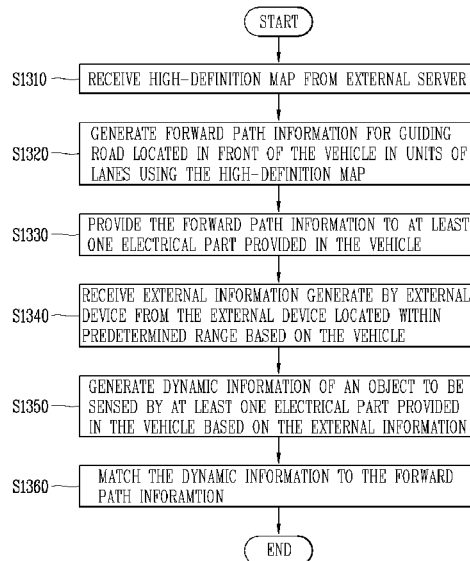 START
S1310
RECEIVE HIGH-DEFINITION MAP FROM EXTERNAL SERVER
S1320
GENERATE FORWARD PATH INFORMATION FOR GUIDING
ROAD LOCATED IN FRONT OF THE VEHICLE IN UNITS OF
LANES USING THE HIGH-DEFINITION MAP
S1330
PROVIDE THE FORWARD PATH INFORMATION TO AT LEAST
ONE ELECTRICAL PART PROVIDED IN THE VEHICLE
S1340
RECEIVE EXTERNAL INFORMATION GENERATE BY EXTERNAL
DEVICE FROM THE EXTERNAL DEVICE LOCATED WITHIN
PREDETERMINED RANGE BASED ON THE VEHICLE
S1350
GENERATE DYNAMIC INFORMATION OF AN OBJECT TO BE
SENSED BY AT LEAST ONE ELECTRICAL PART PROVIDED
IN THE VEHICLE BASED ON THE EXTERNAL INFORMATION
S1360
MATCH THE DYNAMIC INFORMATION TO THE FORWARD
PATH INFORAMTION
END